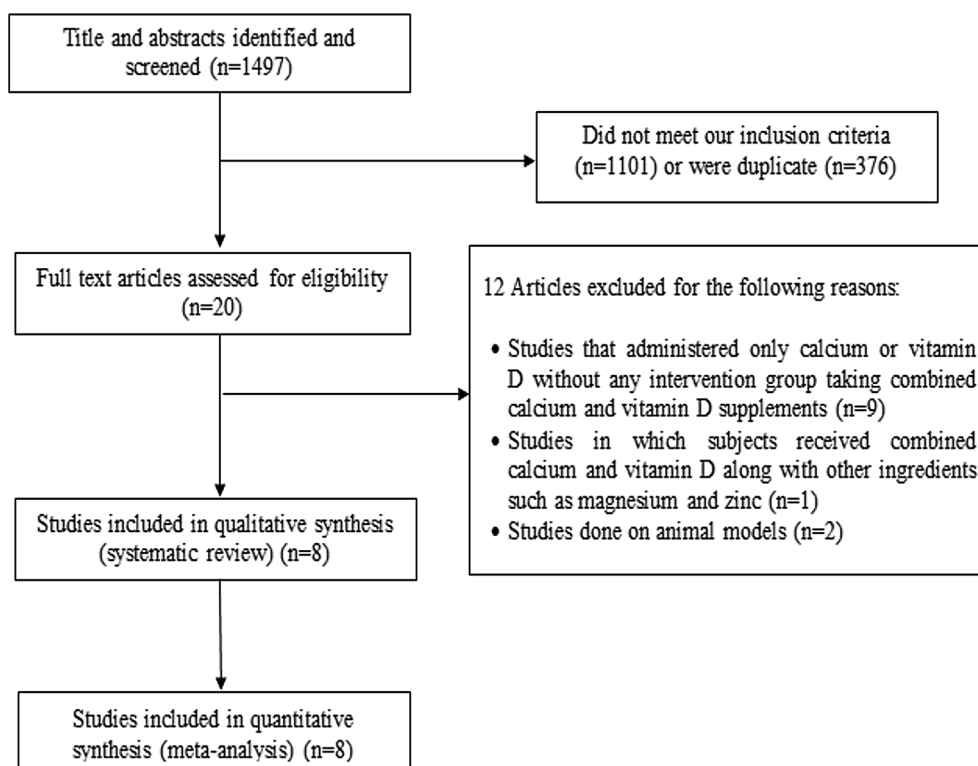 Title and abstracts identified and
screened (n=1497)
Did not meet our inclusion criteria
(n=1101) or were duplicate (n=376)
Full text articles assessed for eligibility
(n=20)
12 Articles excluded for the following reasons:
• Studies that administered only calcium or vitamin
D without any intervention group taking combined
calcium and vitamin D supplements (n=9)
• Studies in which subjects received combined
calcium and vitamin D along with other ingredients
such as magnesium and zinc (n=1)
• Studies done on animal models (n=2)
Studies included in qualitative synthesis
(systematic review) (n=8)
Studies included in quantitative
synthesis (meta-analysis) (n=8)